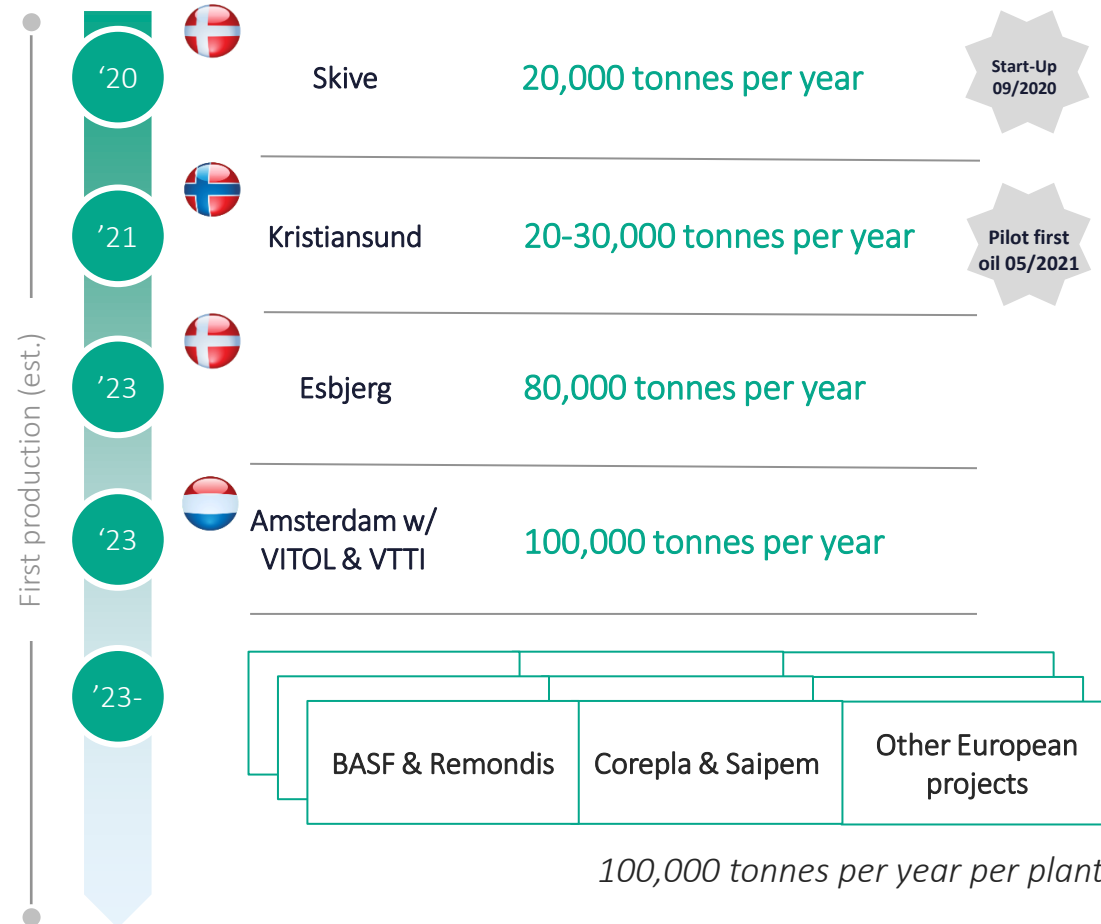 First production (est.)
‘20
Skive
20,000 tonnes per year
Start-Up
09/2020
’21
Kristiansund
20-30,000 tonnes per year
Pilot first
oil 05/2021
’23
Esbjerg
80,000 tonnes per year
‘23
Amsterdam w/
VITOL & VTTI
100,000 tonnes per year
’23-
BASF & Remondis
Corepla & Saipem
Other European
projects
100,000 tonnes per year per plant